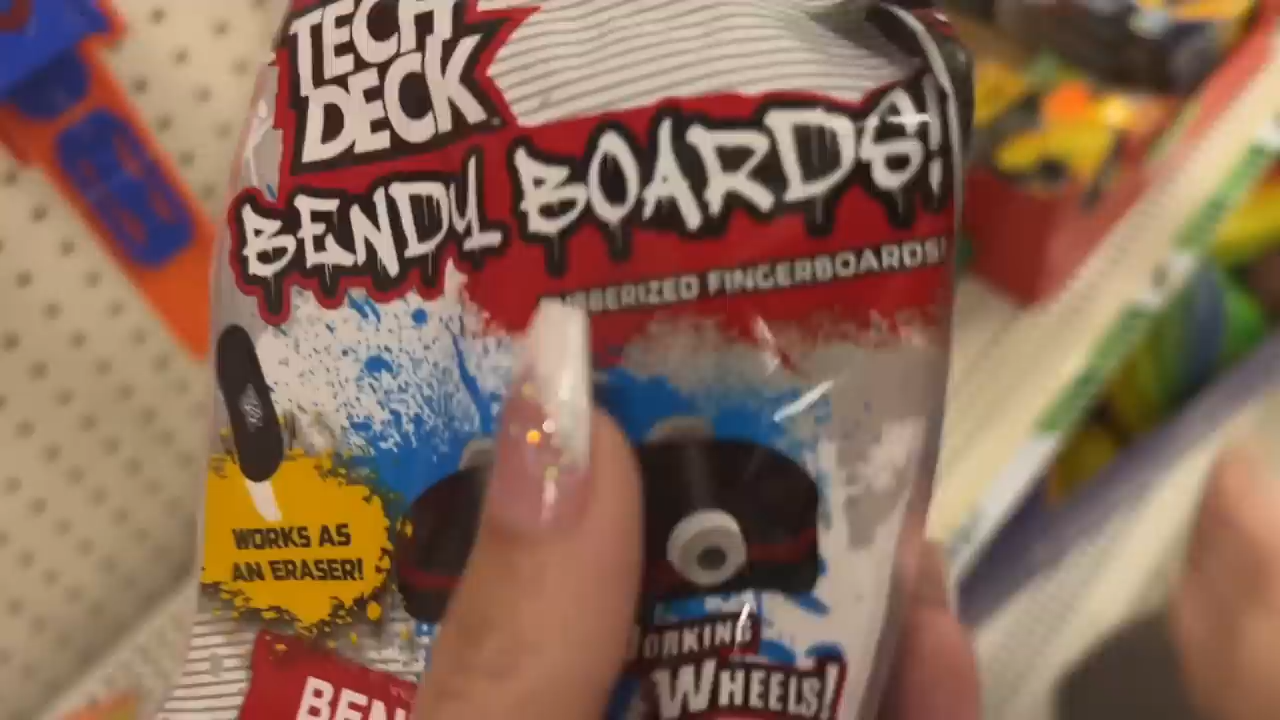 TECH
DECK
BENDY BOARDS!
FINGERBOARDS!
WORKS AS
AN ERASER!
WHEELS!